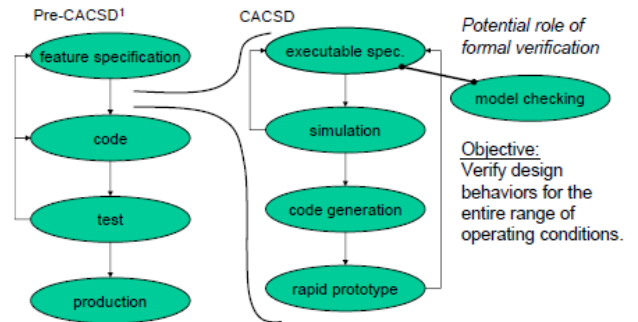 Pre-CACSD¹
feature specification
code
test
production
CACSD
executable spec.
simulation
code generation
rapid prototype
Potential role of
formal verification
model checking
Objective:
Verify design
behaviors for the
entire range of
operating conditions.